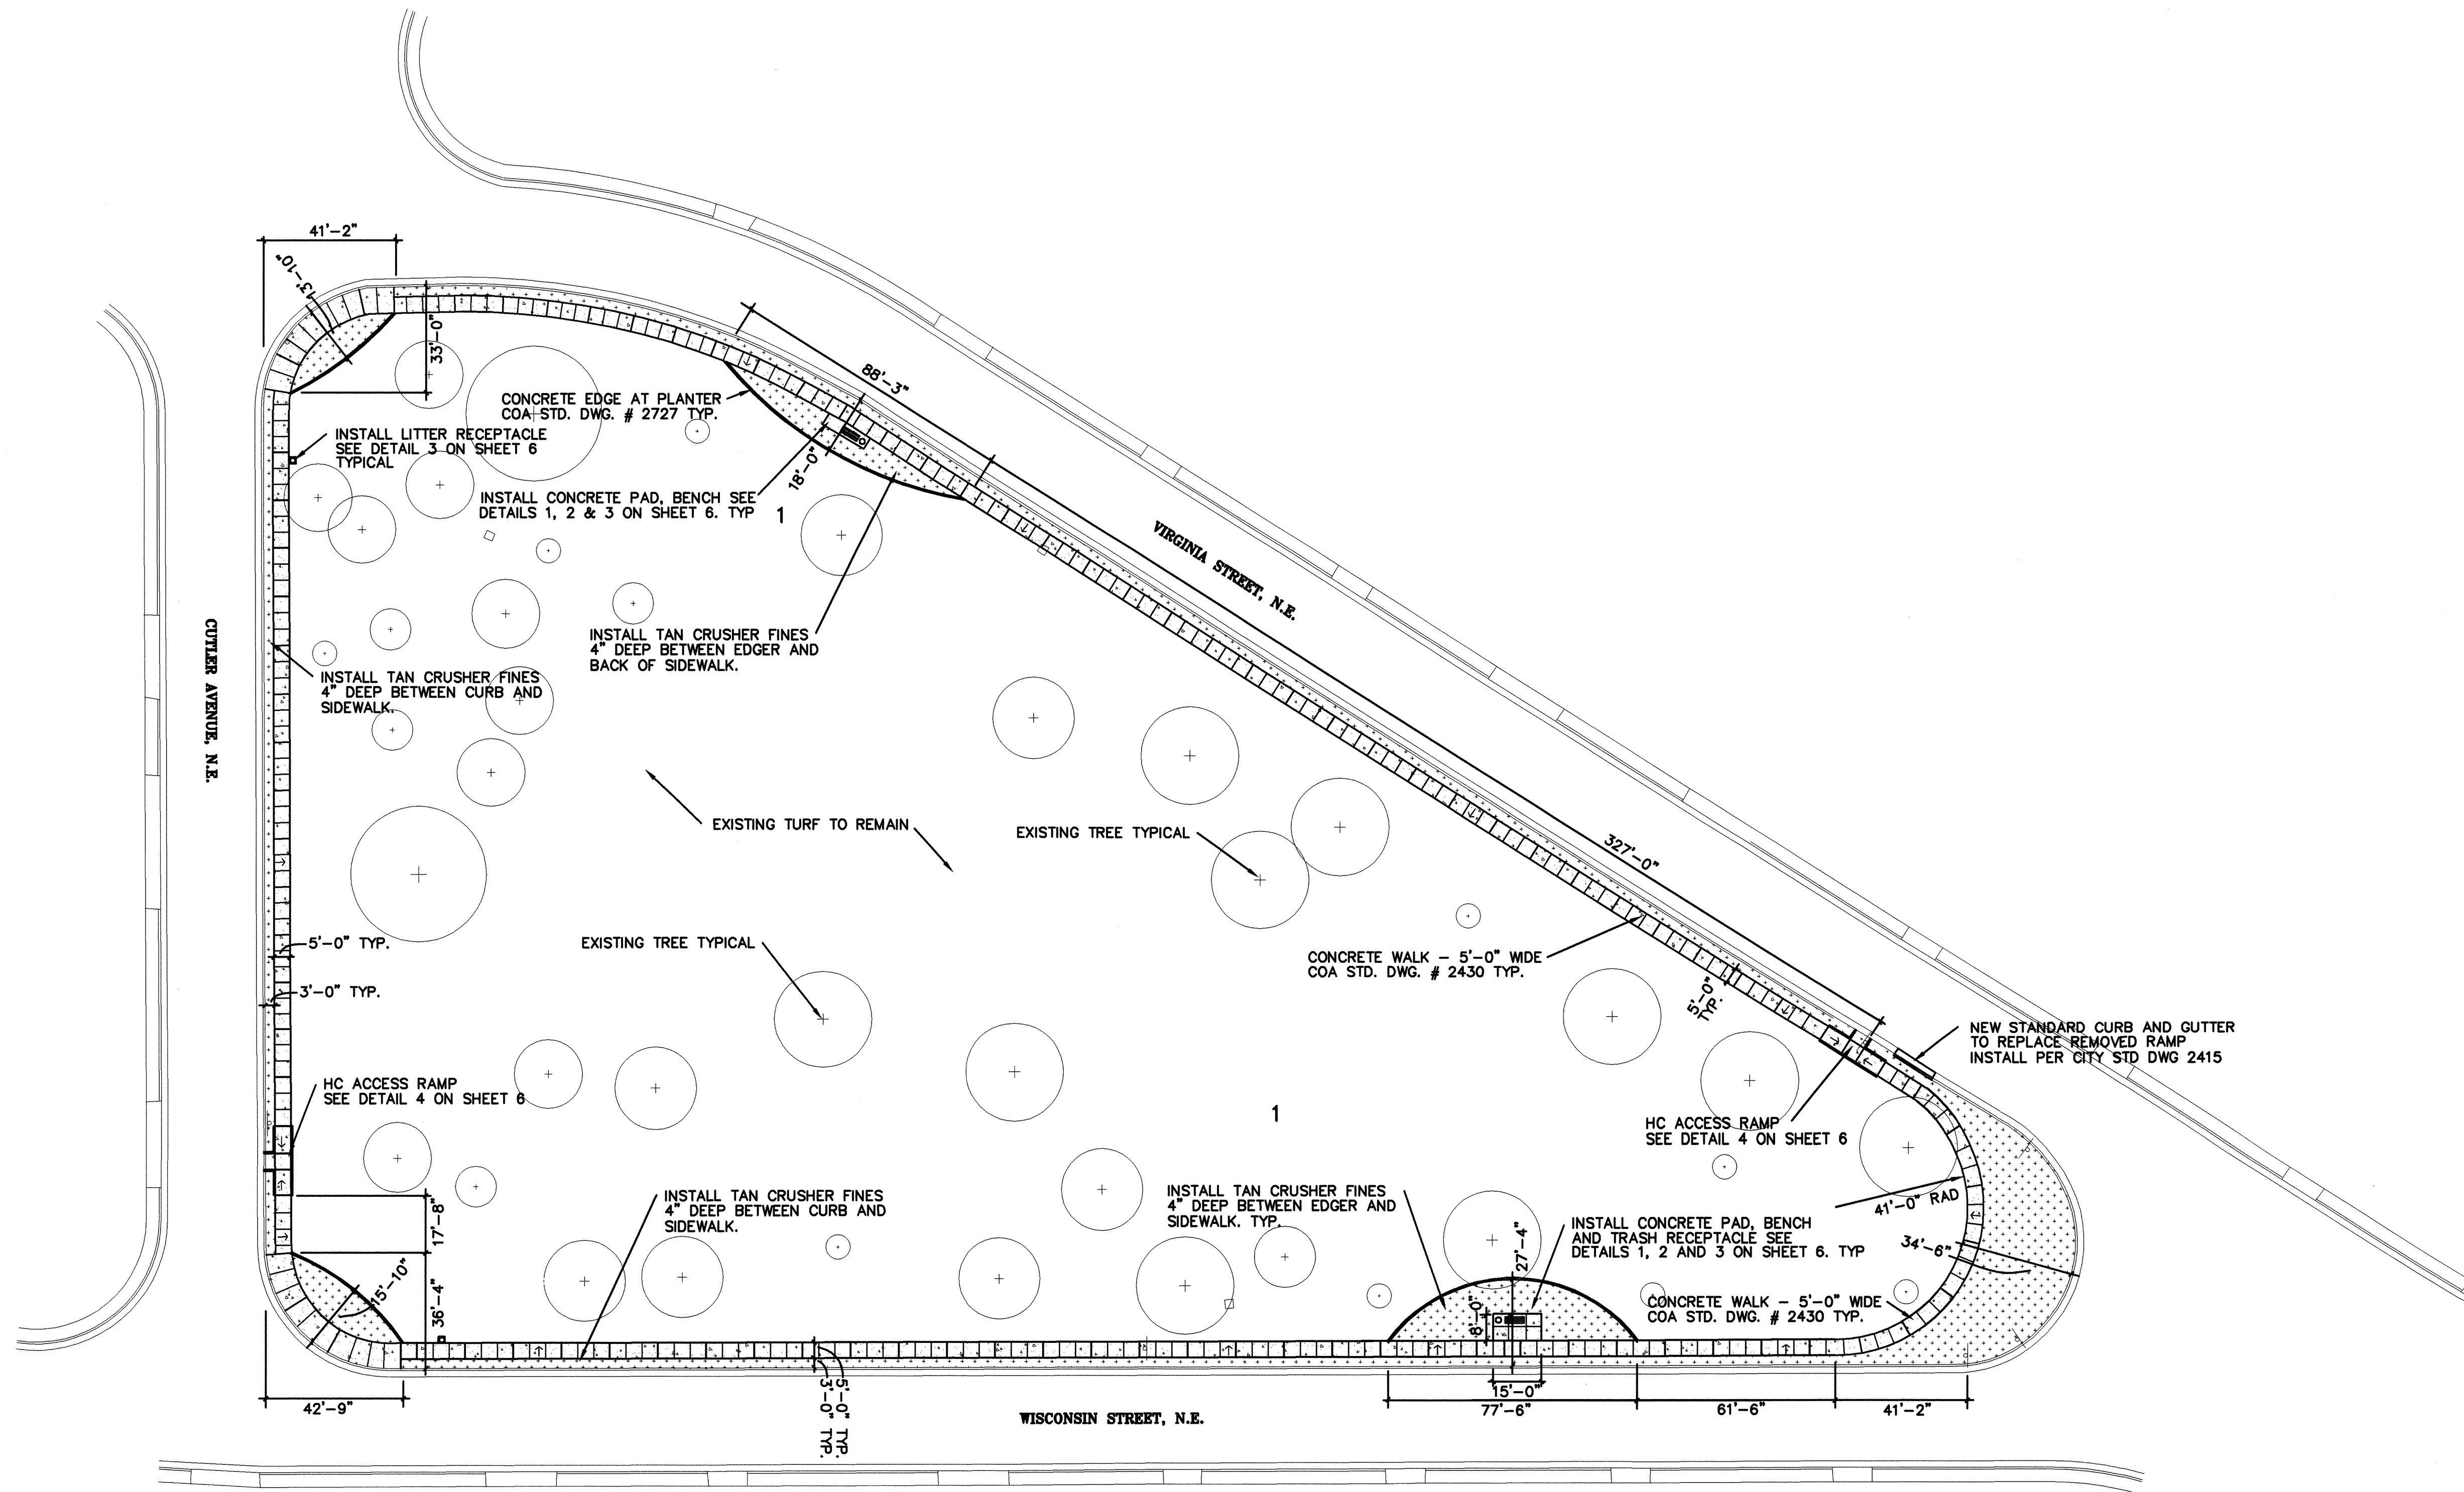 41'-2"
13'-10"
33'-0"
88'-3"
CONCRETE EDGE AT PLANTER
COA STD. DWG. # 2727 TYP.
INSTALL LITTER RECEPTACLE
SEE DETAIL 3 ON SHEET 6
TYPICAL
18'-0"
INSTALL CONCRETE PAD, BENCH SEE
DETAILS 1, 2 & 3 ON SHEET 6. TYP
1
VIRGINIA STREET, N.E.
CUTLER AVENUE, N.E.
INSTALL TAN CRUSHER FINES
4" DEEP BETWEEN EDGER AND
BACK OF SIDEWALK.
INSTALL TAN CRUSHER FINES
4" DEEP BETWEEN CURB AND
SIDEWALK.
EXISTING TURF TO REMAIN
EXISTING TREE TYPICAL
327'-0"
EXISTING TREE TYPICAL
5'-0" TYP.
CONCRETE WALK – 5'-0" WIDE
COA STD. DWG. # 2430 TYP.
3'-0" TYP.
5'-0"
TYP.
NEW STANDARD CURB AND GUTTER
TO REPLACE REMOVED RAMP
INSTALL PER CITY STD DWG 2415
HC ACCESS RAMP
SEE DETAIL 4 ON SHEET 6
1
HC ACCESS RAMP
SEE DETAIL 4 ON SHEET 6
17'-8"
INSTALL TAN CRUSHER FINES
4" DEEP BETWEEN CURB AND
SIDEWALK.
INSTALL TAN CRUSHER FINES
4" DEEP BETWEEN EDGER AND
SIDEWALK. TYP.
27'-4"
INSTALL CONCRETE PAD, BENCH
AND TRASH RECEPTACLE SEE
DETAILS 1, 2 AND 3 ON SHEET 6. TYP
41'-0" RAD
34'-6"
15'-10"
36'-4"
8'-0"
CONCRETE WALK – 5'-0" WIDE
COA STD. DWG. # 2430 TYP.
42'-9"
5'-0" TYP.
3'-0" TYP.
WISCONSIN STREET, N.E.
15'-0"
77'-6"
61'-6"
41'-2"